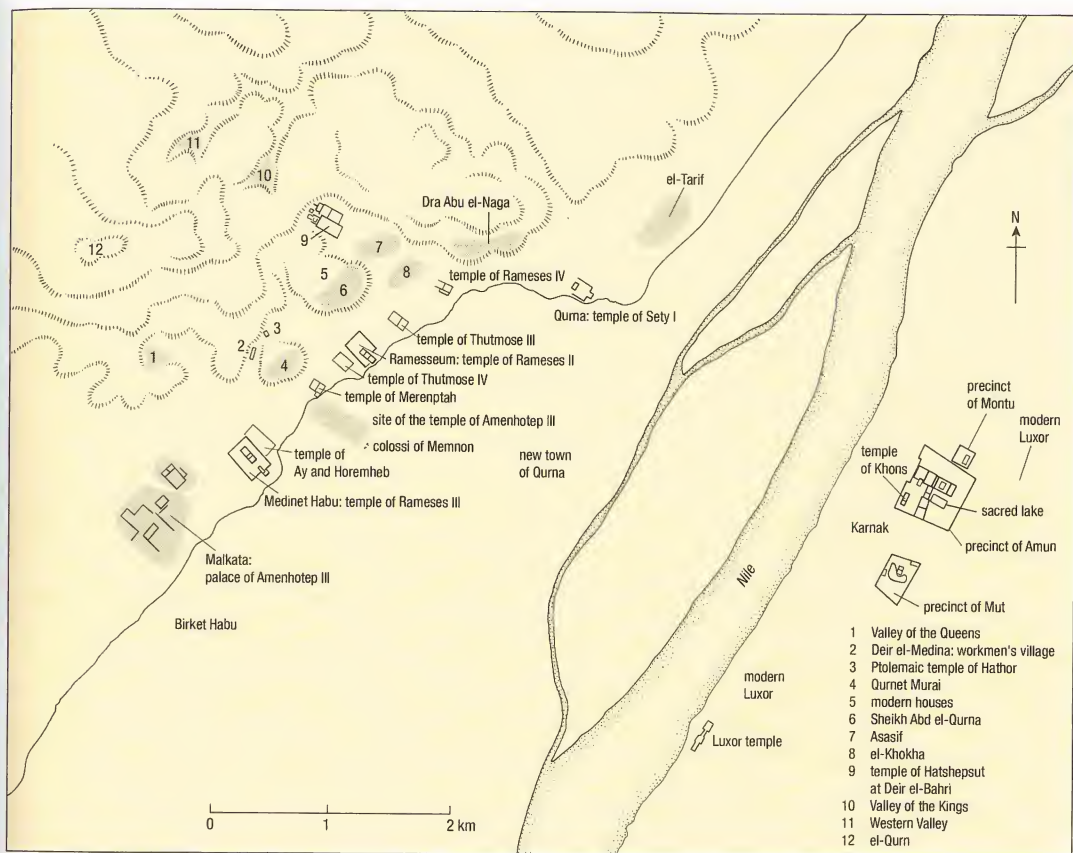 11
10
12
9
7
5
6
8
3
2
1
4
el-Tarif
Dra Abu el-Naga
temple of Rameses IV
Qurna: temple of Sety I
temple of Thutmose III
Ramesseum: temple of Rameses II
temple of Thutmose IV
temple of Merenptah
site of the temple of Amenhotep III
colossi of Memnon
temple of
Ay and Horemheb
Medinet Habu: temple of Rameses III
new town
of Qurna
Malkata:
palace of Amenhotep III
Birket Habu
N
precinct
of Montu
modern
Luxor
temple
of Khons
sacred lake
Karnak
precinct of Amun
precinct of Mut
Nile
modern
Luxor
Luxor temple
0 1 2 km
1 Valley of the Queens
2 Deir el-Medina: workmen's village
3 Ptolemaic temple of Hathor
4 Qurnet Murai
5 modern houses
6 Sheikh Abd el-Qurna
7 Asasif
8 el-Khokha
9 temple of Hatshepsut
at Deir el-Bahri
10 Valley of the Kings
11 Western Valley
12 el-Qurn